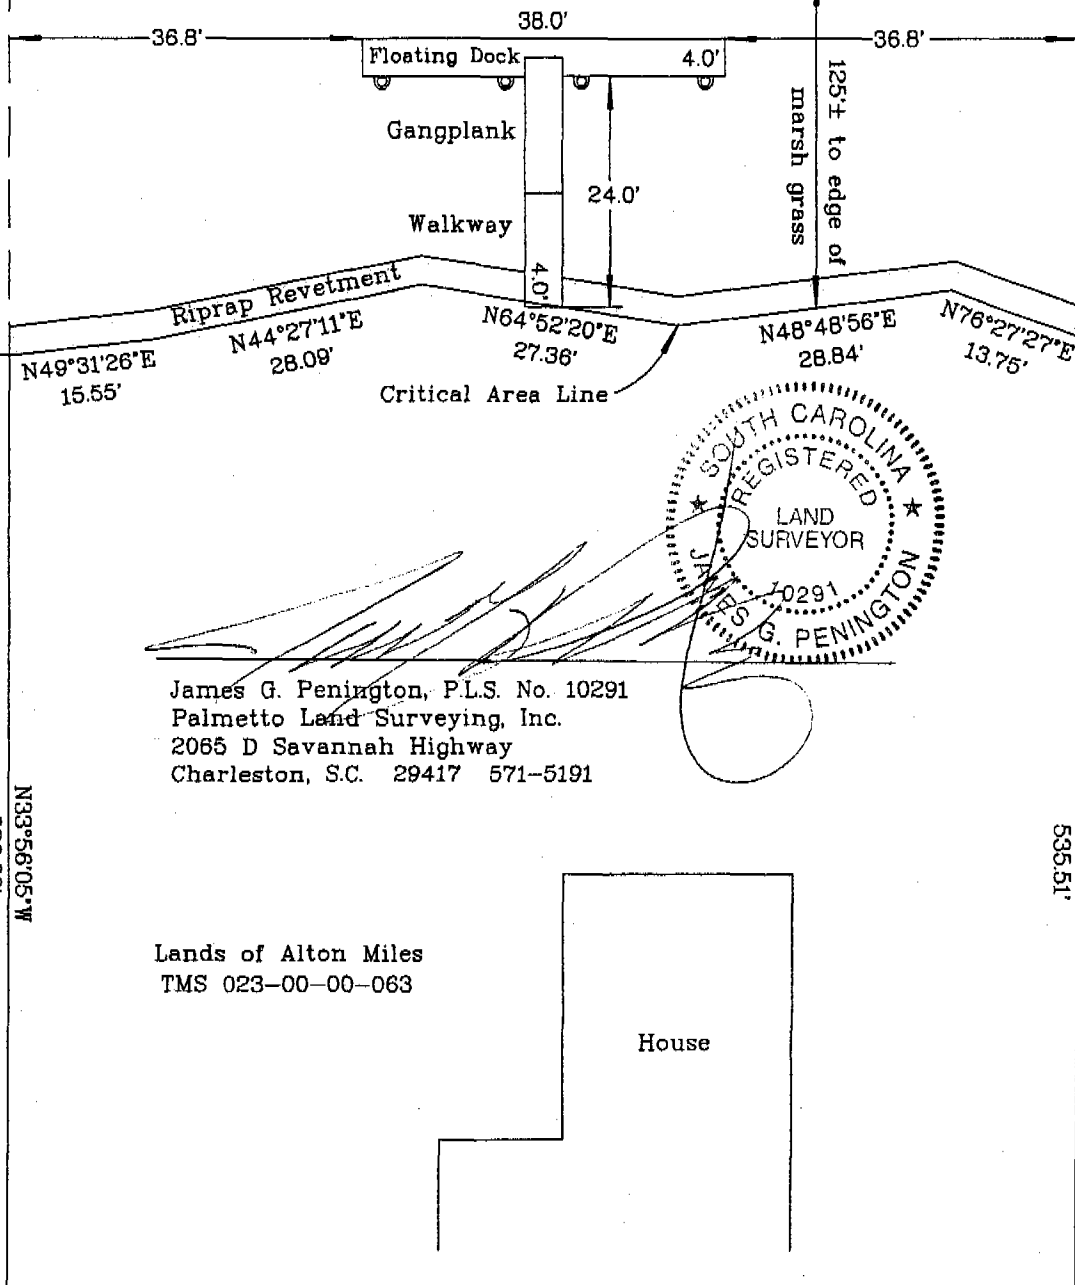 38.0'
36.8'
36.8'
Floating Dock
4.0'
125'± to edge of
marsh grass
Gangplank
24.0'
Walkway
4.0'
Riprap Revetment
N49°31'26"E
15.55'
N44°27'11"E
28.09'
N64°52'20"E
27.36'
N48°48'56"E
28.84'
N76°27'27"E
13.75'
Critical Area Line
SOUTH CAROLINA
REGISTERED
LAND
SURVEYOR
10291
JAMES G. PENINGTON
James G. Penington, P.L.S. No. 10291
Palmetto Land Surveying, Inc.
2065 D Savannah Highway
Charleston, S.C. 29417 571-5191
N33°56'05"W
535.51'
Lands of Alton Miles
TMS 023-00-00-063
House